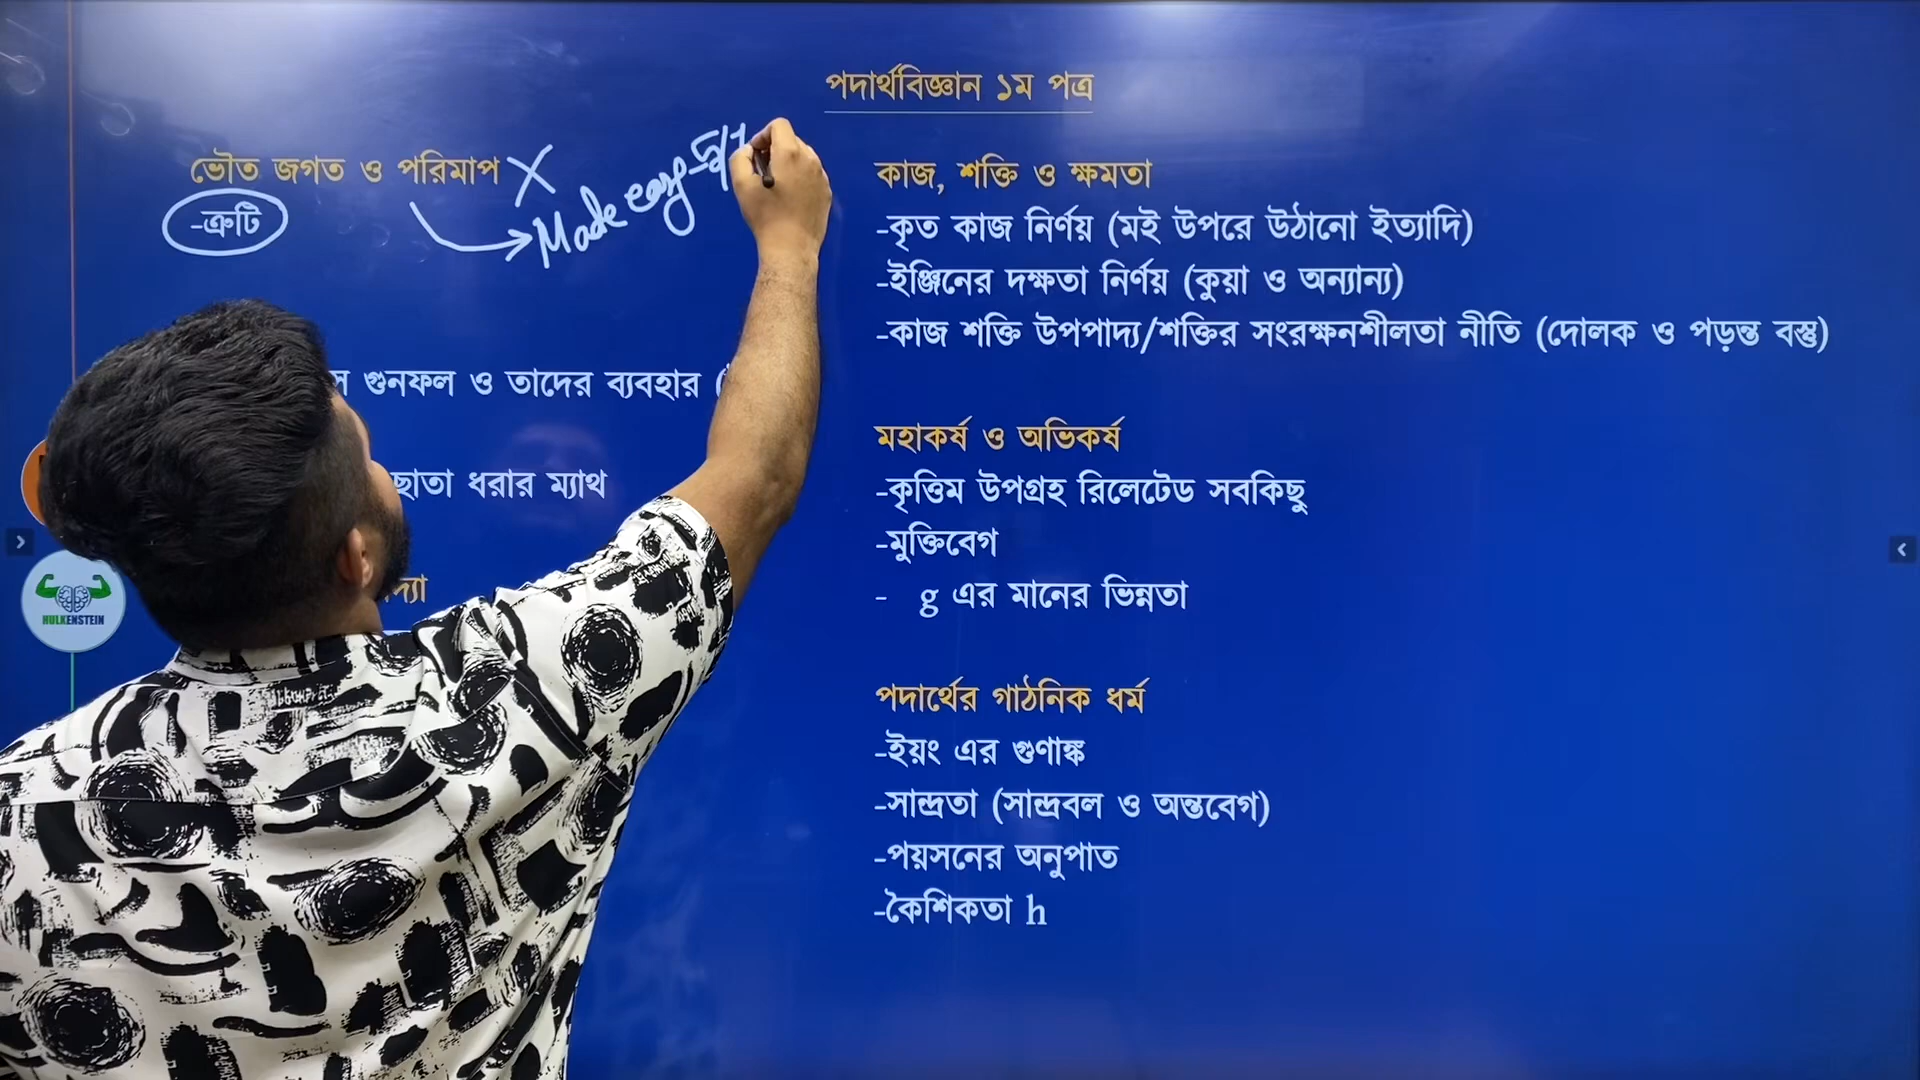 পদার্থবিজ্ঞান ১ম পত্র
ভৌত জগত ও পরিমাপ X
-ত্রুটি
Made easy
গুনফল ও তাদের ব্যবহার (
ছাতা ধরার ম্যাথ
HULKENSTEIN
কাজ, শক্তি ও ক্ষমতা
-কৃত কাজ নির্ণয় (মই উপরে উঠানো ইত্যাদি)
-ইঞ্জিনের দক্ষতা নির্ণয় (কুয়া ও অন্যান্য)
-কাজ শক্তি উপপাদ্য/শক্তির সংরক্ষনশীলতা নীতি (দোলক ও পড়ন্ত বস্তু)
মহাকর্ষ ও অভিকর্ষ
-কৃত্তিম উপগ্রহ রিলেটেড সবকিছু
-মুক্তিবেগ
- g এর মানের ভিন্নতা
পদার্থের গাঠনিক ধর্ম
-ইয়ং এর গুণাঙ্ক
-সান্দ্রতা (সান্দ্রবল ও অন্তবেগ)
-পয়সনের অনুপাত
-কৈশিকতা h